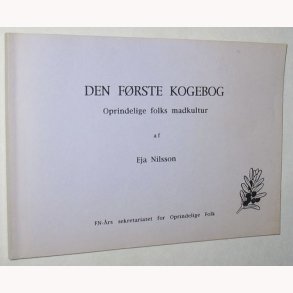 DEN FØRSTE KOGEBOG
Oprindelige folks madkultur
af
Eja Nilsson
FN-Års sekretariatet for Oprindelige Folk